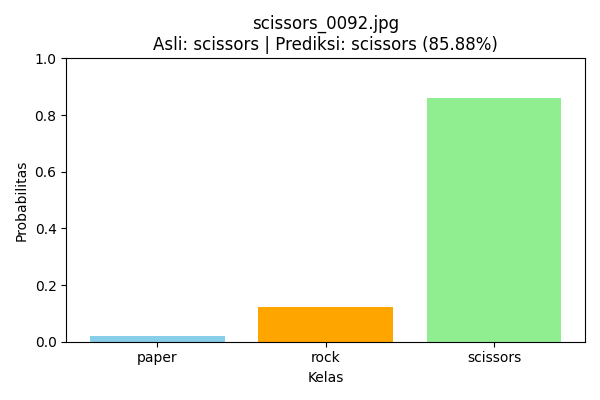 scissors_0092.jpg
Asli: scissors | Prediksi: scissors (85.88%)
1.0
0.8
0.6
0.4
0.2
0.0
Probabilitas
paper rock scissors
Kelas